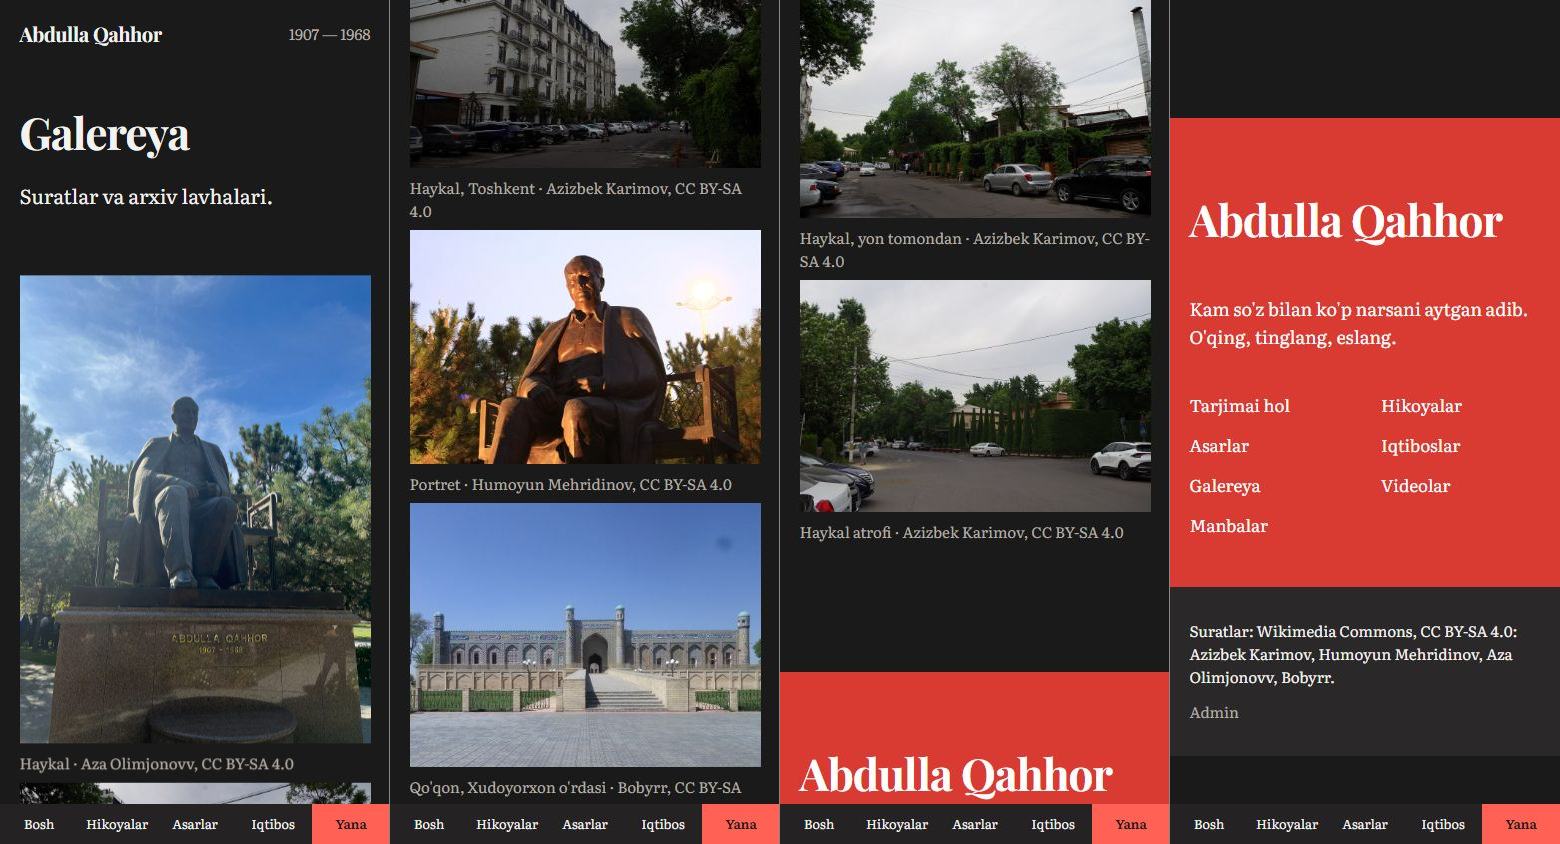 Abdulla Qahhor
1907 — 1968
Galereya
Suratlar va arxiv lavhalari.
ABDULLA QAHHOR
1907 - 1968
Haykal · Aza Olimjonovv, CC BY-SA 4.0
Bosh Hikoyalar Asarlar Iqtibos Yana
Haykal, Toshkent · Azizbek Karimov, CC BY-SA
4.0
Portret · Humoyun Mehridinov, CC BY-SA 4.0
Qo'qon, Xudoyorxon o'rdasi · Bobyrr, CC BY-SA
Bosh Hikoyalar Asarlar Iqtibos Yana
Haykal, yon tomondan · Azizbek Karimov, CC BY-
SA 4.0
Haykal atrofi · Azizbek Karimov, CC BY-SA 4.0
Abdulla Qahhor
Bosh Hikoyalar Asarlar Iqtibos Yana
Abdulla Qahhor
Kam so'z bilan ko'p narsani aytgan adib.
O'qing, tinglang, eslang.
Tarjimai hol Hikoyalar
Asarlar Iqtiboslar
Galereya Videolar
Manbalar
Suratlar: Wikimedia Commons, CC BY-SA 4.0:
Azizbek Karimov, Humoyun Mehridinov, Aza
Olimjonovv, Bobyrr.
Admin
Bosh Hikoyalar Asarlar Iqtibos Yana